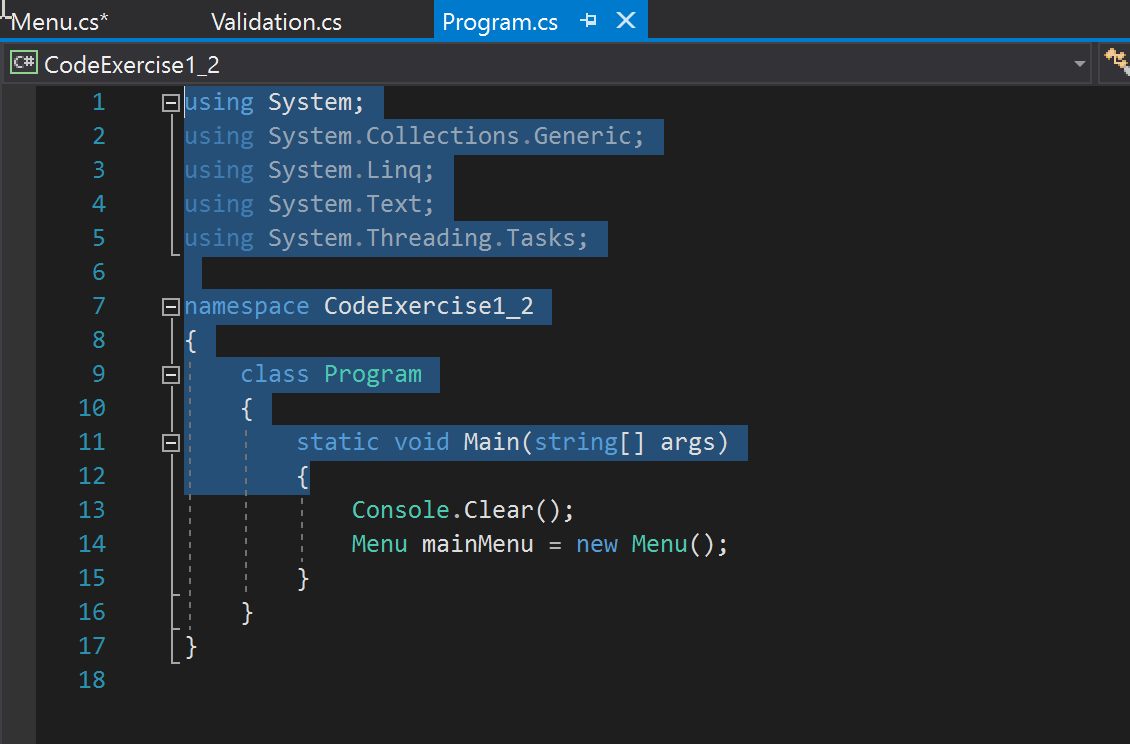 Menu.cs*
Validation.cs
Program.cs
C# CodeExercise1_2
1 using System;
2 using System.Collections.Generic;
3 using System.Linq;
4 using System.Text;
5 using System.Threading.Tasks;
6
7 namespace CodeExercise1_2
8 {
9 class Program
10 {
11 static void Main(string[] args)
12 {
13 Console.Clear();
14 Menu mainMenu = new Menu();
15 }
16 }
17 }
18